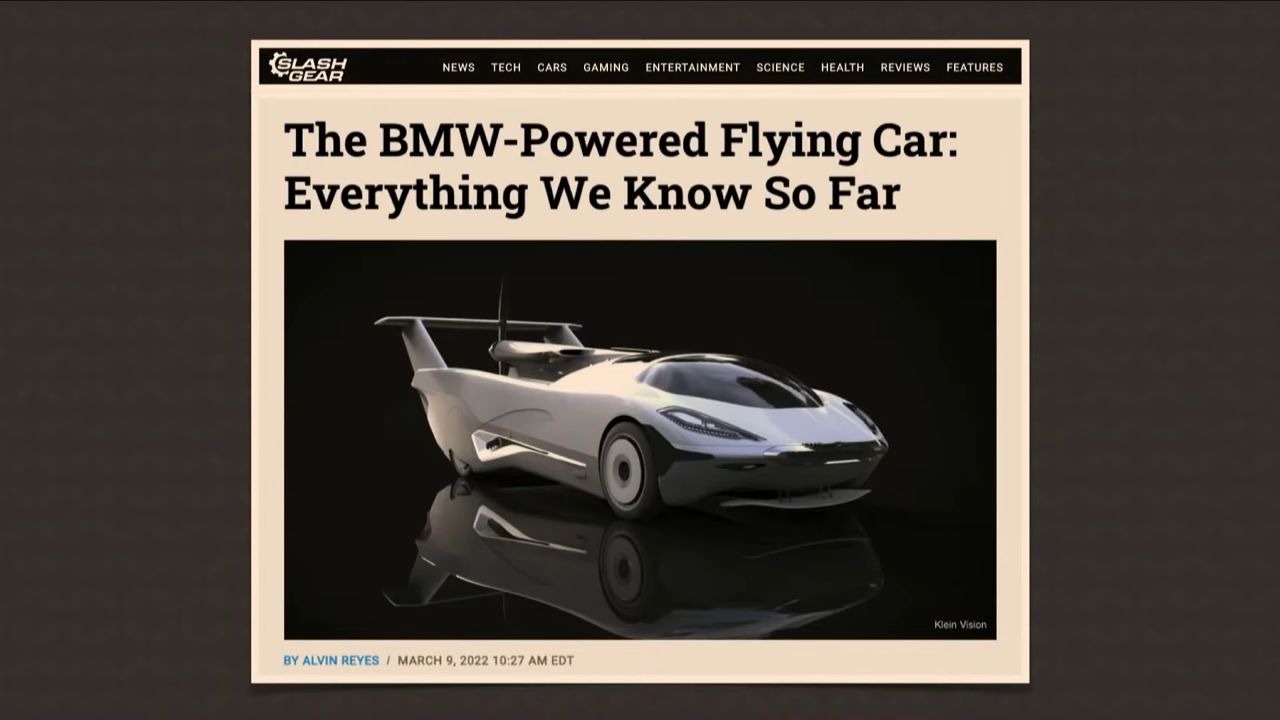 SLASH GEAR
NEWS TECH CARS GAMING ENTERTAINMENT SCIENCE HEALTH REVIEWS FEATURES
The BMW-Powered Flying Car:
Everything We Know So Far
Klein Vision
BY ALVIN REYES / MARCH 9, 2022 10:27 AM EDT